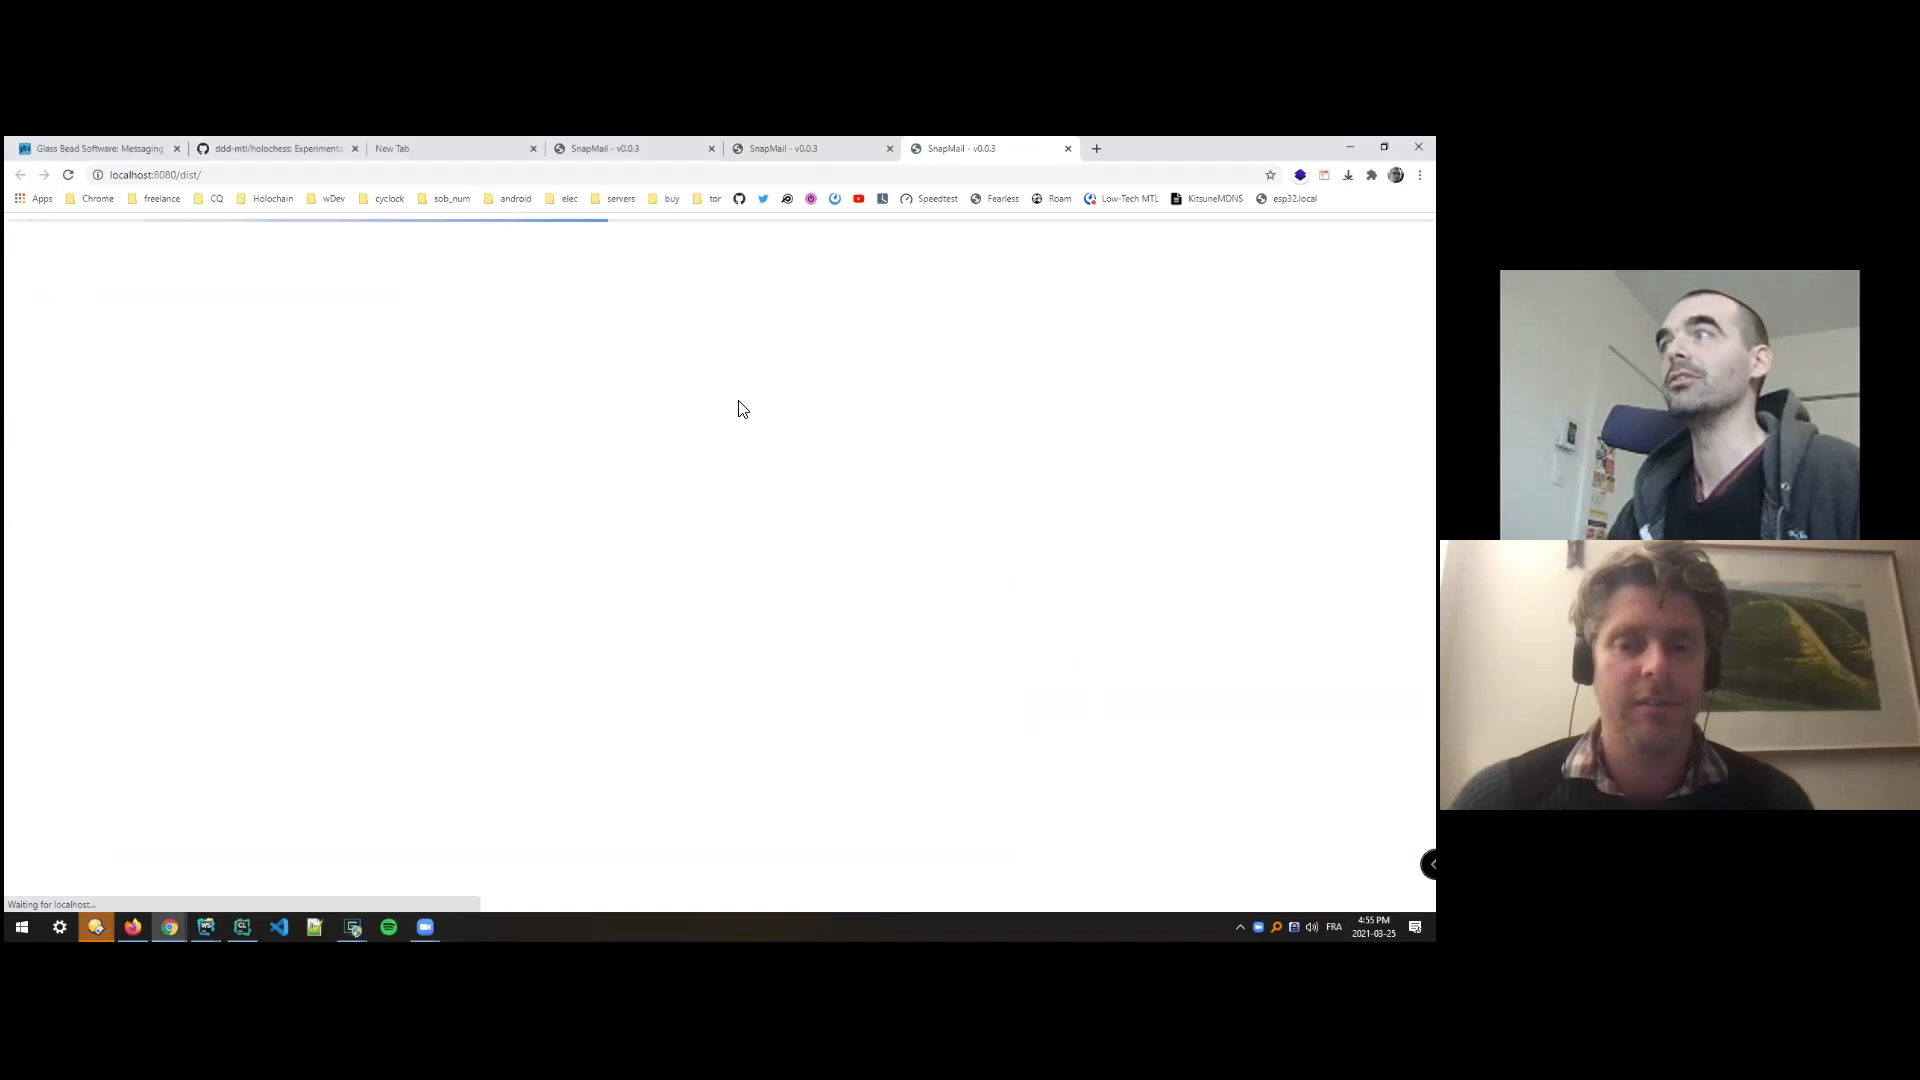 Glass Bead Software: Messaging
ddd-mtl/holochess: Experimenta
New Tab
SnapMail - v0.0.3
SnapMail - v0.0.3
SnapMail - v0.0.3
localhost:8080/dist/
Apps
Chrome
freelance
CQ
Holochain
wDev
cyclock
sob_num
android
elec
servers
buy
tor
Speedtest
Fearless
Roam
Low-Tech MTL
KitsuneMDNS
esp32.local
Waiting for localhost...
FRA
4:55 PM
2021-03-25